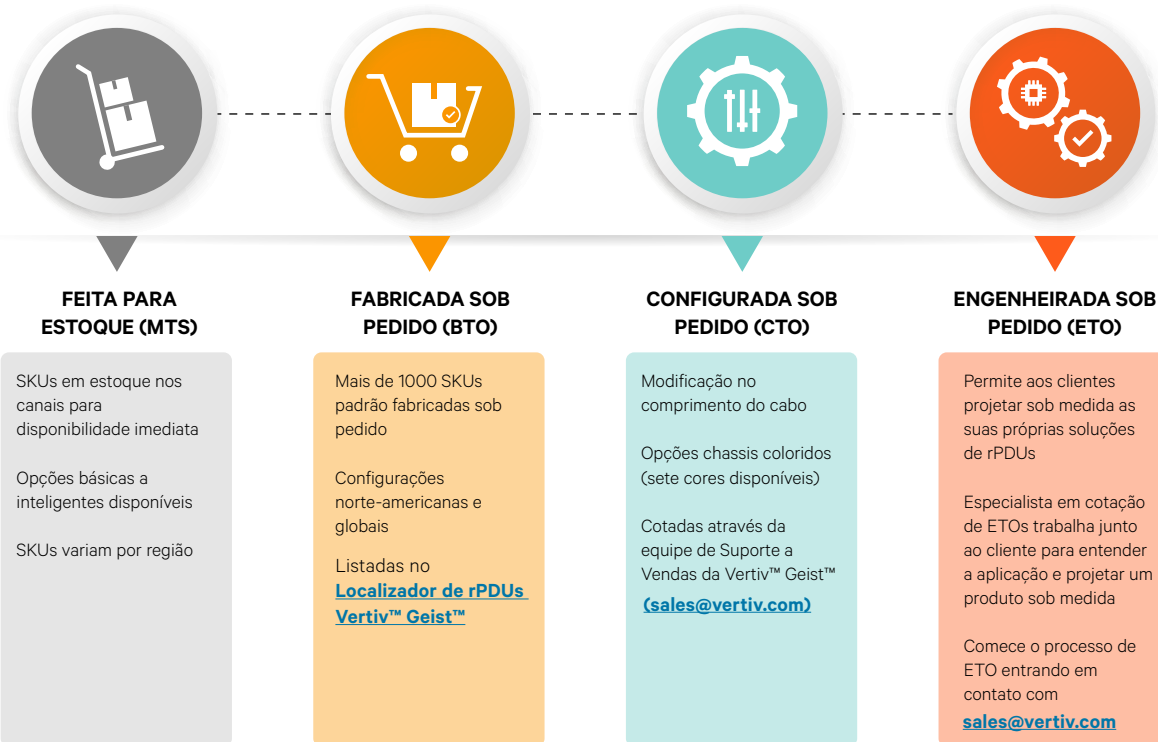 FEITA PARA
ESTOQUE (MTS)
SKUs em estoque nos
canais para
disponibilidade imediata
Opções básicas a
inteligentes disponíveis
SKUs variam por região
FABRICADA SOB
PEDIDO (BTO)
Mais de 1000 SKUs
padrão fabricadas sob
pedido
Configurações
norte-americanas e
globais
Listadas no
Localizador de rPDUs
Vertiv™ Geist™
CONFIGURADA SOB
PEDIDO (CTO)
Modificação no
comprimento do cabo
Opções chassis coloridos
(sete cores disponíveis)
Cotadas através da
equipe de Suporte a
Vendas da Vertiv™ Geist™
(sales@vertiv.com)
ENGENHEIRADA SOB
PEDIDO (ETO)
Permite aos clientes
projetar sob medida as
suas próprias soluções
de rPDUs
Especialista em cotação
de ETOs trabalha junto
ao cliente para entender
a aplicação e projetar um
produto sob medida
Comece o processo de
ETO entrando em
contato com
sales@vertiv.com